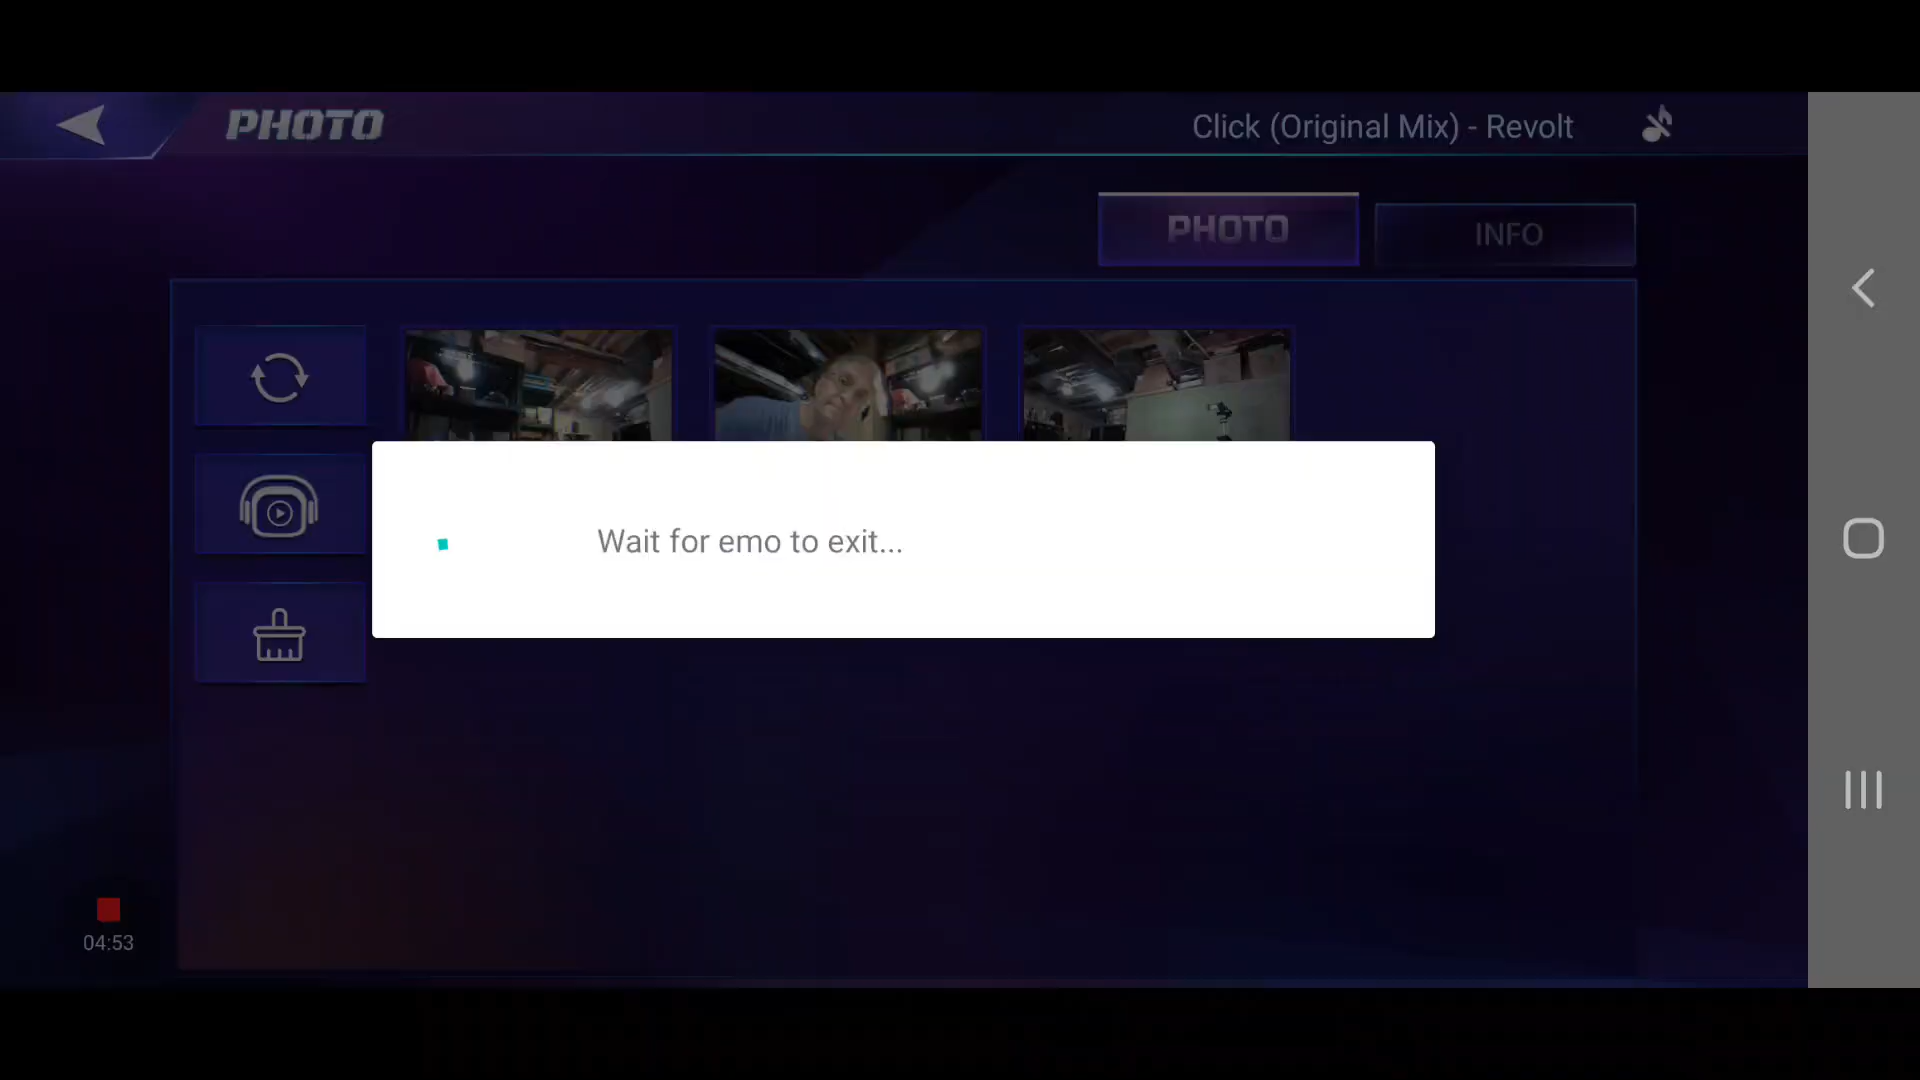 PHOTO
Click (Original Mix) - Revolt
PHOTO
INFO
Wait for emo to exit...
04:53